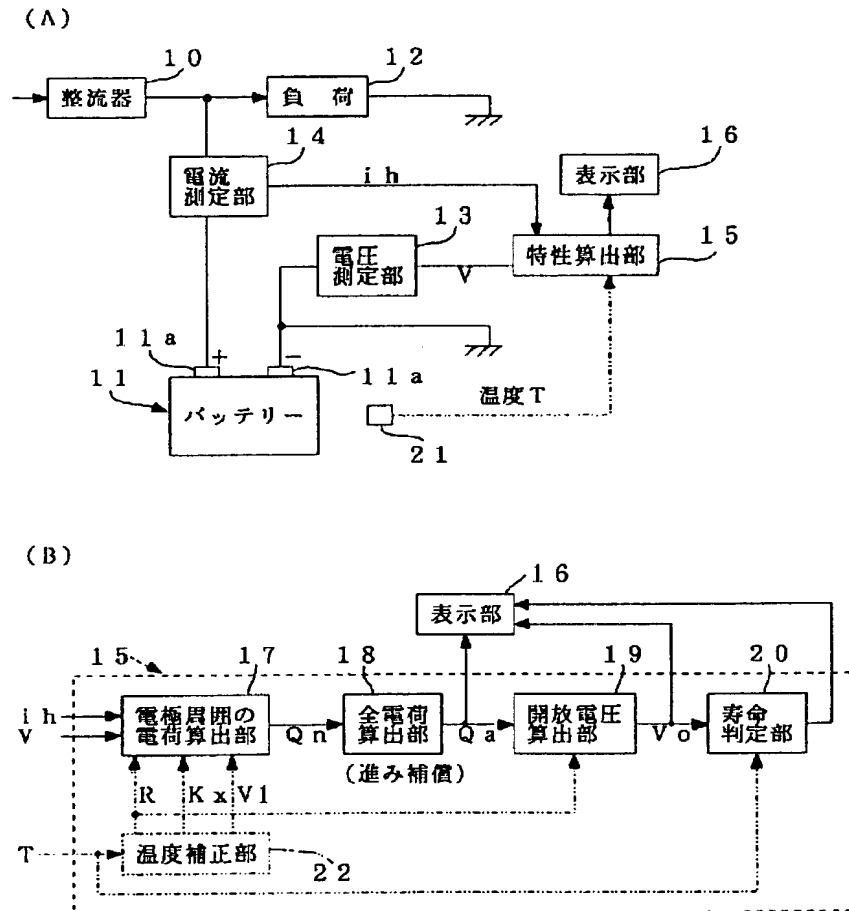 (A)
10
整流器
12
負 荷
14
電流
測定部
ih
16
表示部
13
電圧
測定部
V
特性算出部
15
11a
+
−
11a
11
バッテリー
温度T
21
(B)
16
表示部
15
17
18
19
20
ih
V
電極周囲の
電荷算出部
Qn
全電荷
算出部
Qa
開放電圧
算出部
Vo
寿命
判定部
(進み補償)
R
Kx
V1
T
温度補正部
22